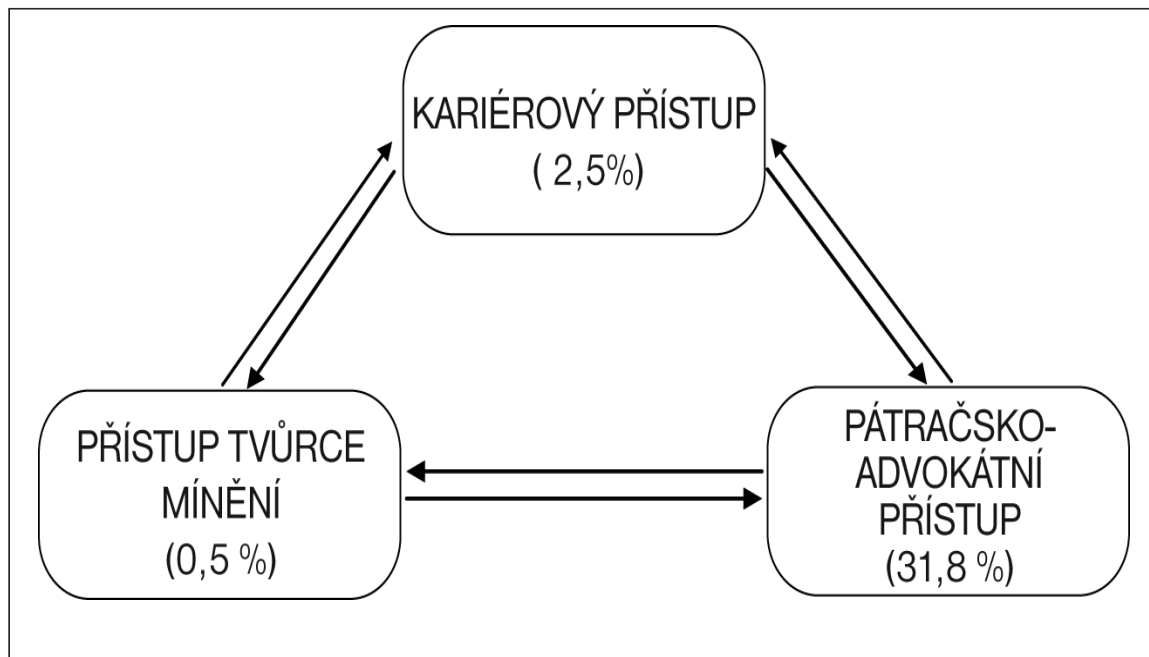 KARIÉROVÝ PŘÍSTUP
( 2,5%)
PŘÍSTUP TVŮRCE
MÍNĚNÍ
(0,5 %)
PÁTRAČSKO-
ADVOKÁTNÍ
PŘÍSTUP
(31,8 %)